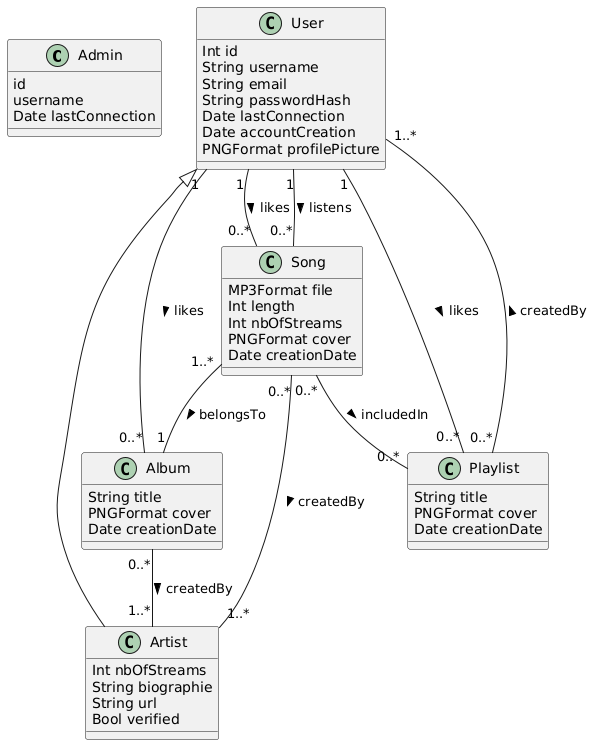 C User
Int id
String username
String email
String passwordHash
Date lastConnection
Date accountCreation
PNGFormat profilePicture
C Admin
id
username
Date lastConnection
1..*
1
1
1
1
likes
listens
0..*
0..*
C Song
MP3Format file
Int length
Int nbOfStreams
PNGFormat cover
Date creationDate
likes
likes
createdBy
1..*
0..*
0..*
belongsTo
includedIn
0..*
1
0..*
0..*
0..*
C Album
String title
PNGFormat cover
Date creationDate
C Playlist
String title
PNGFormat cover
Date creationDate
createdBy
0..*
createdBy
1..*
1..*
C Artist
Int nbOfStreams
String biographie
String url
Bool verified